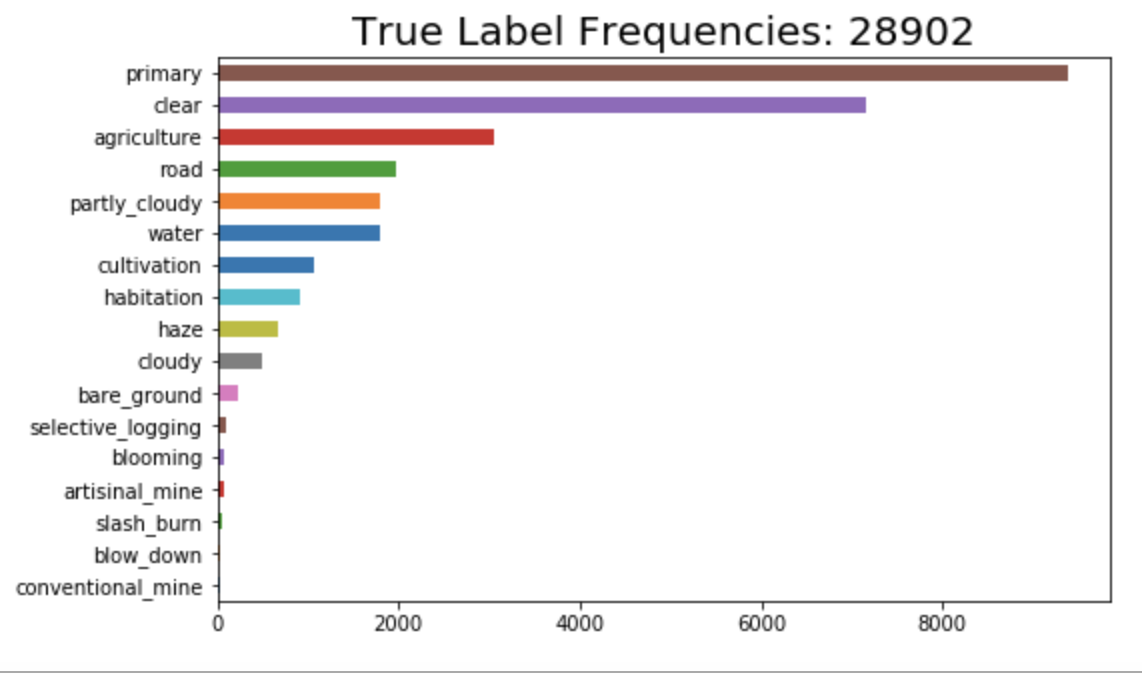 True Label Frequencies: 28902
primary
clear
agriculture
road
partly_cloudy
water
cultivation
habitation
haze
cloudy
bare_ground
selective_logging
blooming
artisinal_mine
slash_burn
blow_down
conventional_mine
0 2000 4000 6000 8000